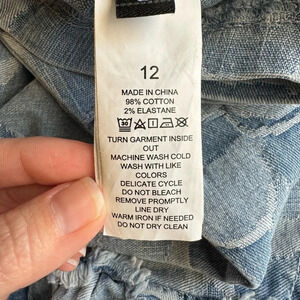 12
MADE IN CHINA
98% COTTON
2% ELASTANE
TURN GARMENT INSIDE
OUT
MACHINE WASH COLD
WASH WITH LIKE
COLORS
DELICATE CYCLE
DO NOT BLEACH
REMOVE PROMPTLY
LINE DRY
WARM IRON IF NEEDED
DO NOT DRY CLEAN